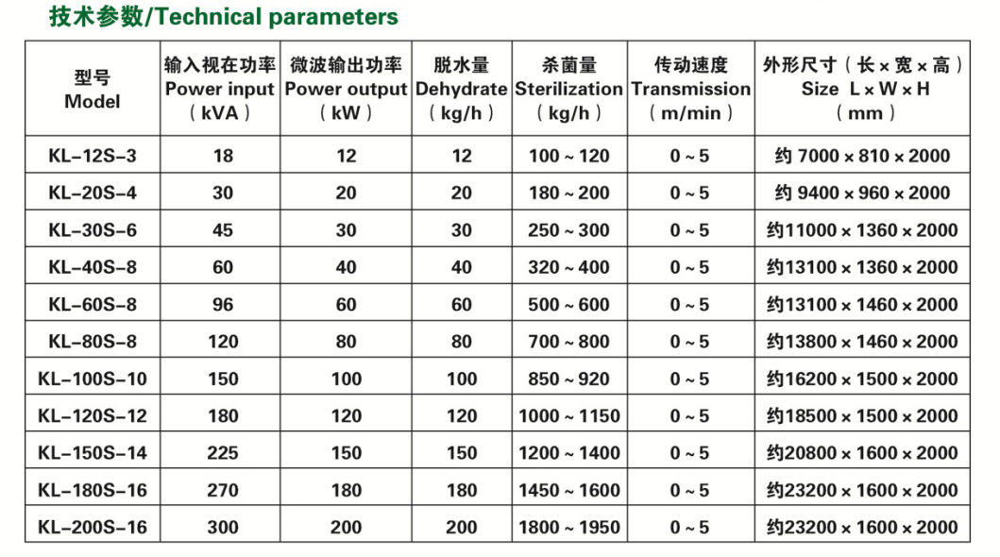 技术参数/Technical parameters
型号 Model 输入视在功率 Power input （kVA） 微波输出功率 Power output （kW） 脱水量 Dehydrate （kg/h） 杀菌量 Sterilization （kg/h） 传动速度 Transmission （m/min） 外形尺寸（长×宽×高） Size L×W×H （mm）
KL-12S-3 18 12 12 100~120 0~5 约 7000×810×2000
KL-20S-4 30 20 20 180~200 0~5 约 9400×960×2000
KL-30S-6 45 30 30 250~300 0~5 约11000×1360×2000
KL-40S-8 60 40 40 320~400 0~5 约13100×1360×2000
KL-60S-8 96 60 60 500~600 0~5 约13100×1460×2000
KL-80S-8 120 80 80 700~800 0~5 约13800×1460×2000
KL-100S-10 150 100 100 850~920 0~5 约16200×1500×2000
KL-120S-12 180 120 120 1000~1150 0~5 约18500×1500×2000
KL-150S-14 225 150 150 1200~1400 0~5 约20800×1600×2000
KL-180S-16 270 180 180 1450~1600 0~5 约23200×1600×2000
KL-200S-16 300 200 200 1800~1950 0~5 约23200×1600×2000